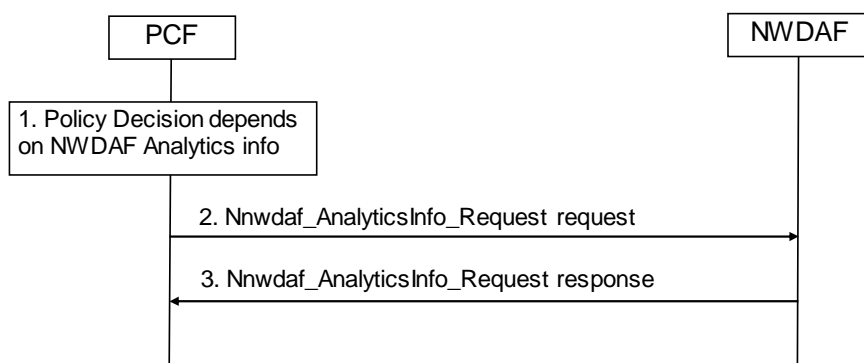 PCF
NWDAF
1. Policy Decision depends
on NWDAF Analytics info
2. Nnwdaf_AnalyticsInfo_Request request
3. Nnwdaf_AnalyticsInfo_Request response